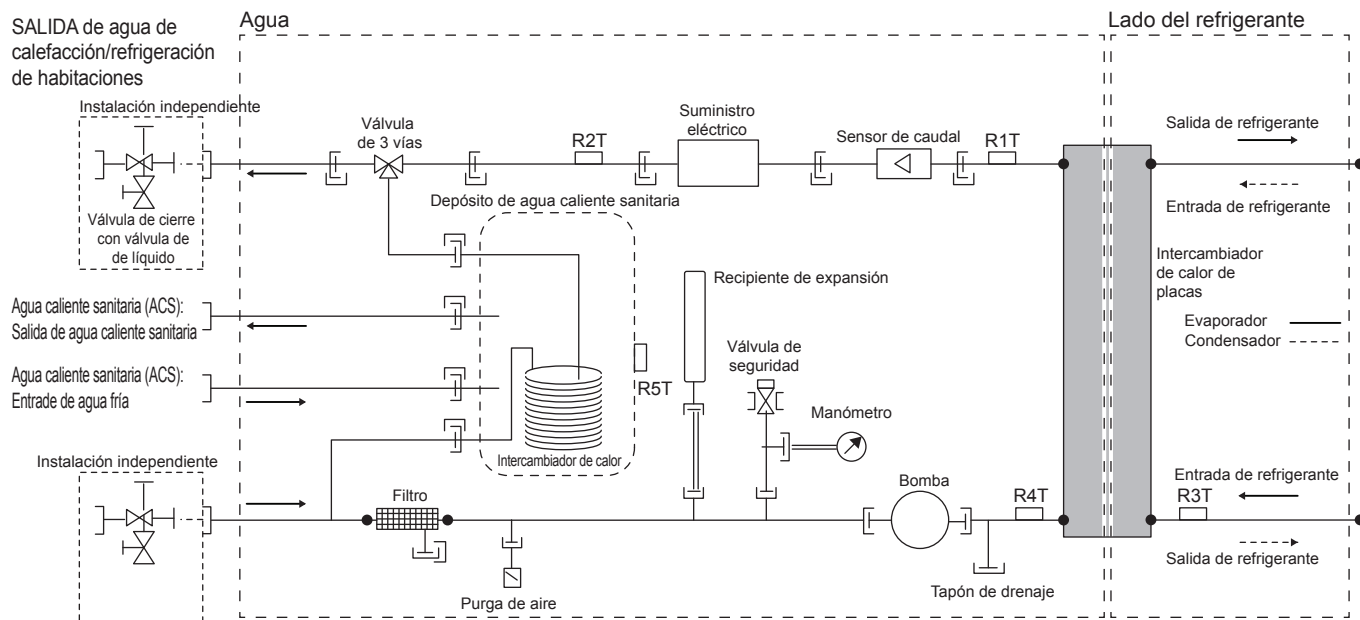 SALIDA de agua de
calefacción/refrigeración
de habitaciones
Agua
Lado del refrigerante
Instalación independiente
Válvula de cierre
con válvula de
de líquido
Válvula
de 3 vías
R2T
Suministro
eléctrico
Sensor de caudal
R1T
Salida de refrigerante
Entrada de refrigerante
Depósito de agua caliente sanitaria
Intercambiador
de calor de
placas
Recipiente de expansión
Agua caliente sanitaria (ACS):
Salida de agua caliente sanitaria
Evaporador
Condensador
Válvula de
seguridad
R5T
Agua caliente sanitaria (ACS):
Entrade de agua fría
Manómetro
Intercambiador de calor
Instalación independiente
Filtro
Bomba
R4T
Entrada de refrigerante
R3T
Salida de refrigerante
Purga de aire
Tapón de drenaje